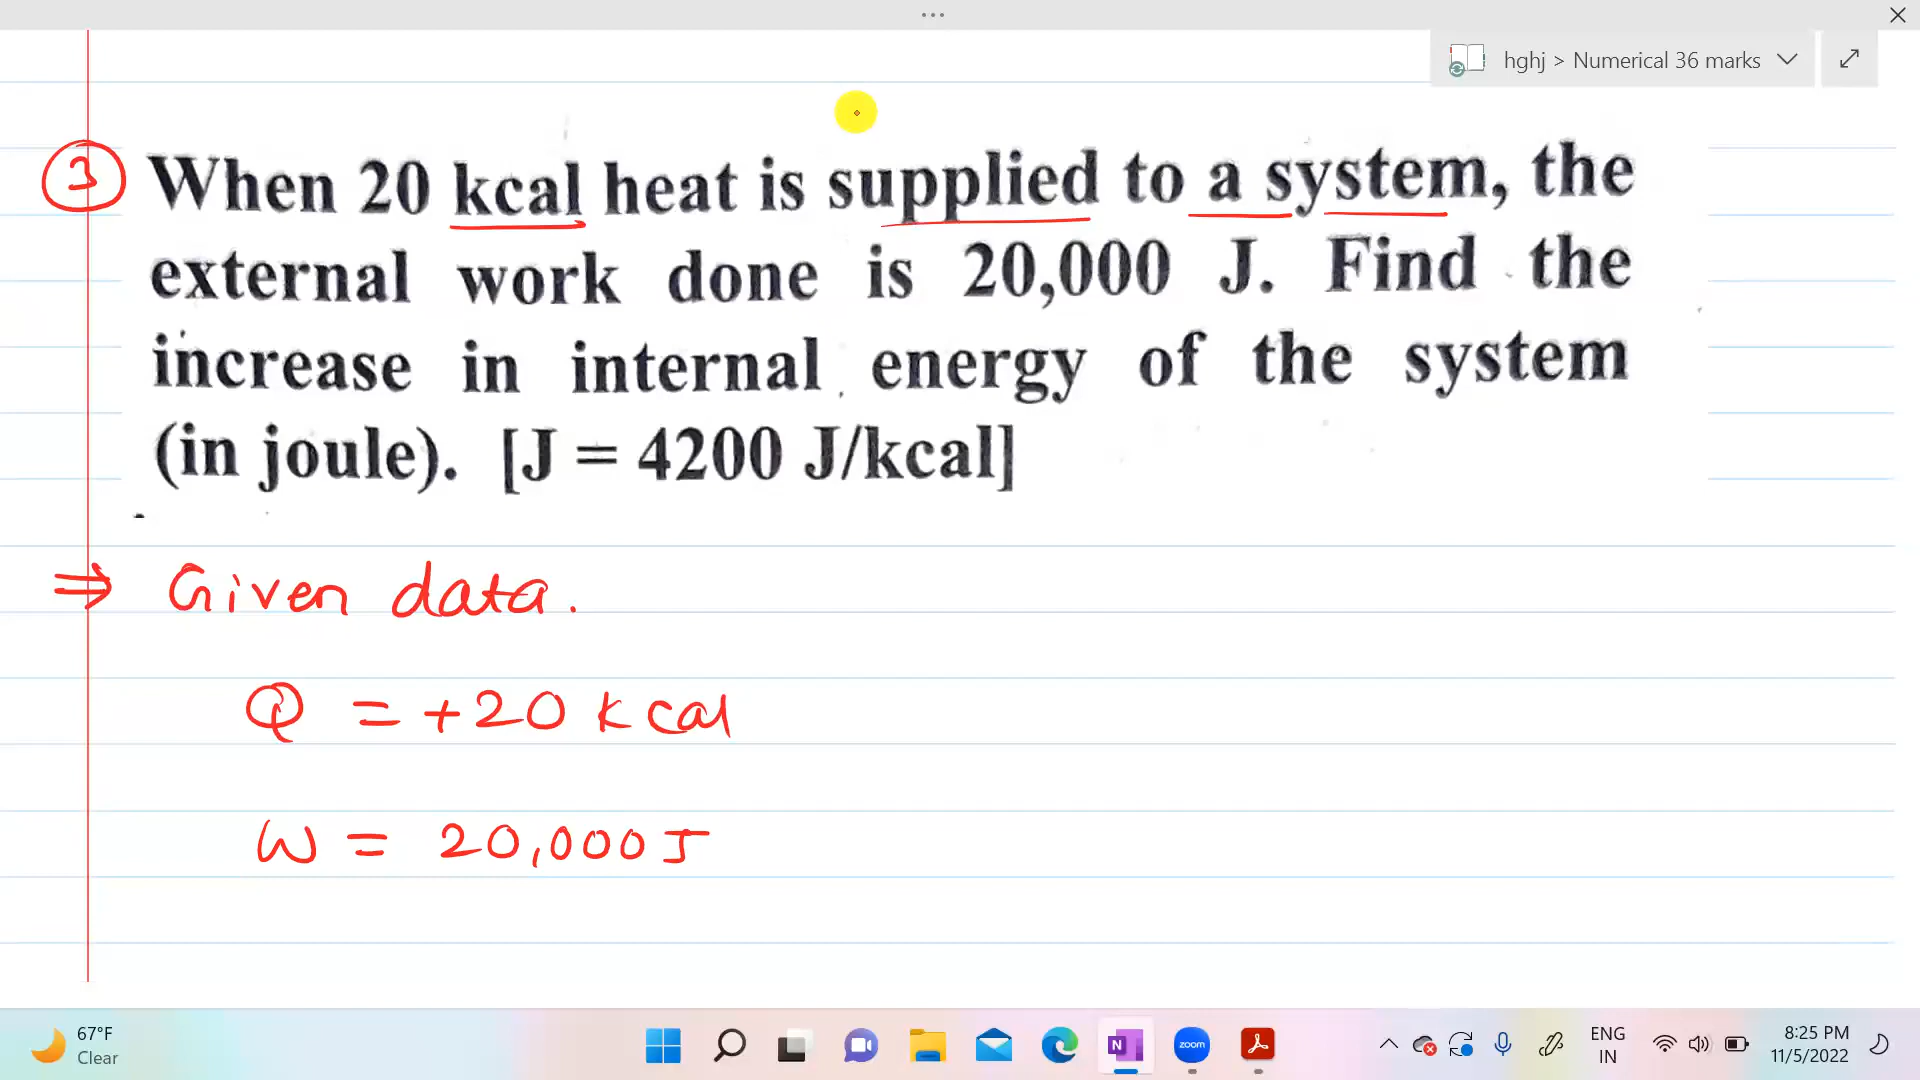 hghj > Numerical 36 marks
3 When 20 kcal heat is supplied to a system, the
external work done is 20,000 J. Find the
increase in internal energy of the system
(in joule). [J = 4200 J/kcal]
⇒ Given data.
Q = +20 kcal
W = 20,000 J
67°F
Clear
zoom
ENG
IN
8:25 PM
11/5/2022